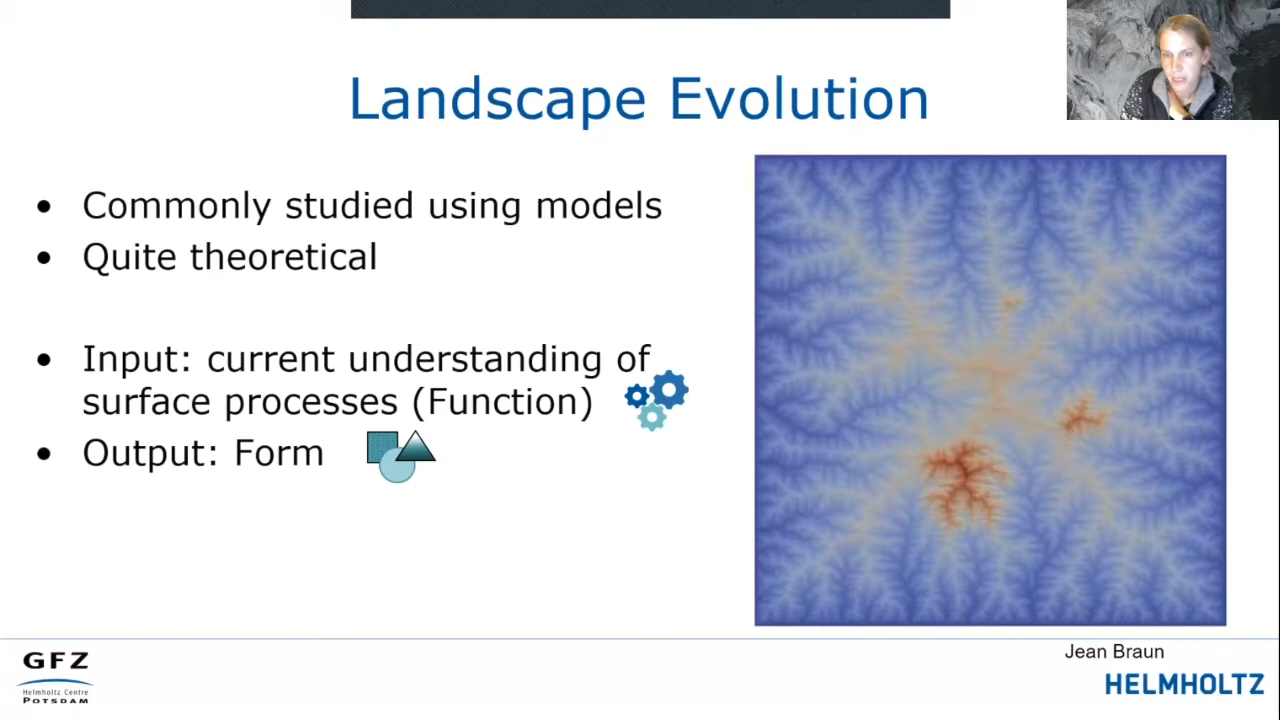 Landscape Evolution
• Commonly studied using models
• Quite theoretical
• Input: current understanding of
surface processes (Function)
• Output: Form
Jean Braun
GFZ
Helmholtz Centre
POTSDAM
HELMHOLTZ